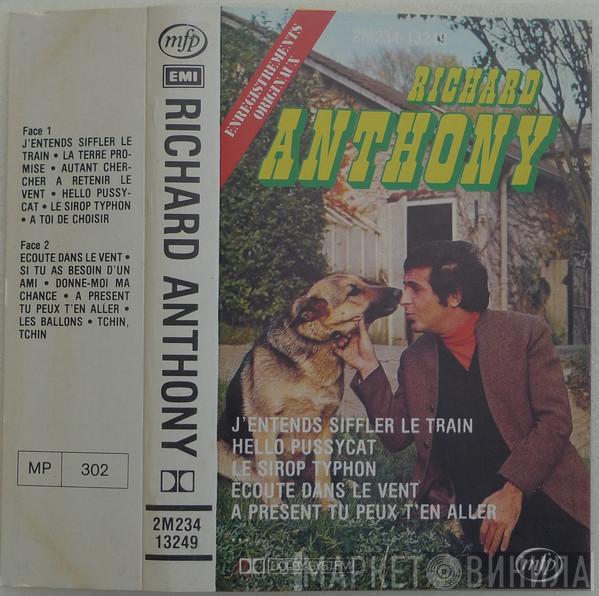 Face 1
J'ENTENDS SIFFLER LE
TRAIN • LA TERRE PRO-
MISE • AUTANT CHER-
CHER A RETENIR LE
VENT • HELLO PUSSY-
CAT • LE SIROP TYPHON
• A TOI DE CHOISIR
Face 2
ECOUTE DANS LE VENT •
SI TU AS BESOIN D'UN
AMI • DONNE-MOI MA
CHANCE • A PRESENT
TU PEUX T'EN ALLER •
LES BALLONS • TCHIN,
TCHIN
MP 302
mfp
EMI
RICHARD ANTHONY
2M234
13249
ENREGISTREMENTS
ORIGINAUX
2M234-13249
RICHARD
ANTHONY
J'ENTENDS SIFFLER LE TRAIN
HELLO PUSSYCAT
LE SIROP TYPHON
ECOUTE DANS LE VENT
A PRESENT TU PEUX T'EN ALLER
...
DOLBY SYSTEM
mfp
МАРКЕТ ВИНИЛА